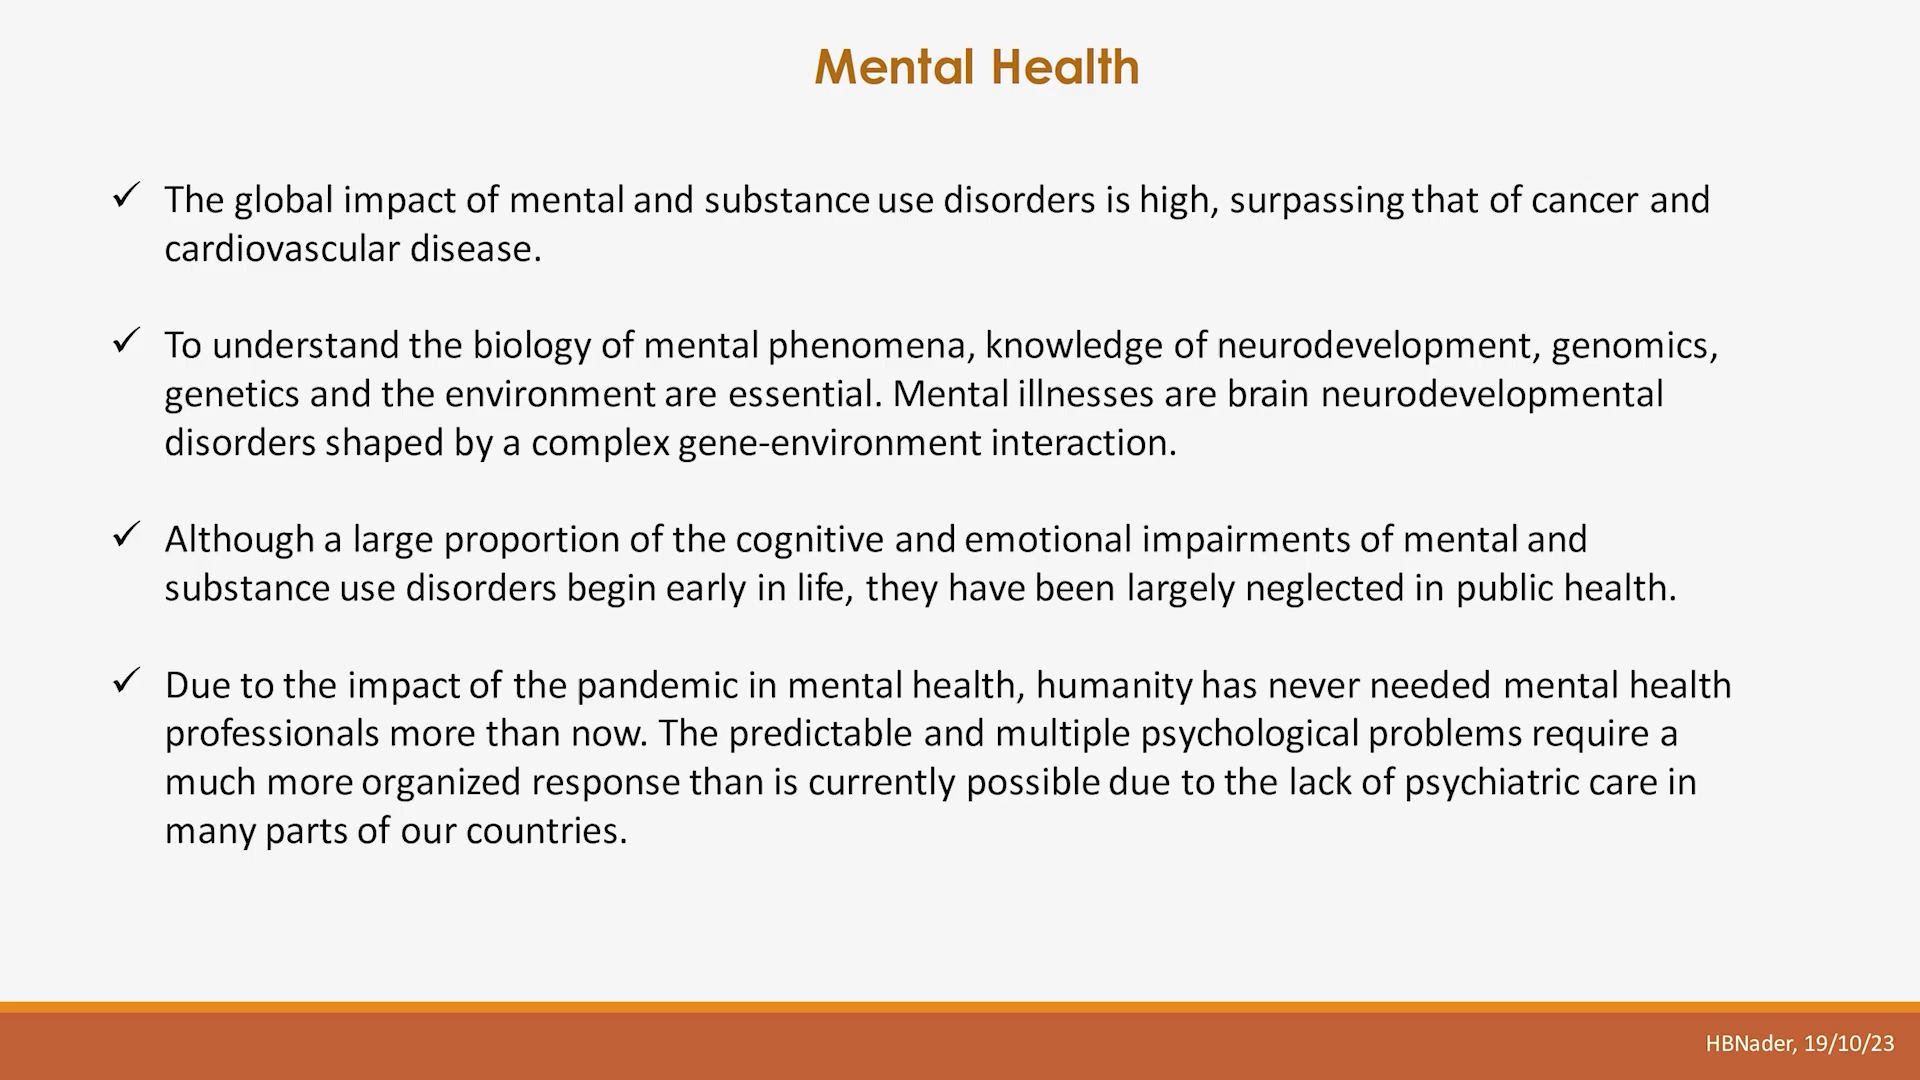 Mental Health
✓ The global impact of mental and substance use disorders is high, surpassing that of cancer and
cardiovascular disease.
✓ To understand the biology of mental phenomena, knowledge of neurodevelopment, genomics,
genetics and the environment are essential. Mental illnesses are brain neurodevelopmental
disorders shaped by a complex gene-environment interaction.
✓ Although a large proportion of the cognitive and emotional impairments of mental and
substance use disorders begin early in life, they have been largely neglected in public health.
✓ Due to the impact of the pandemic in mental health, humanity has never needed mental health
professionals more than now. The predictable and multiple psychological problems require a
much more organized response than is currently possible due to the lack of psychiatric care in
many parts of our countries.
HBNader, 19/10/23